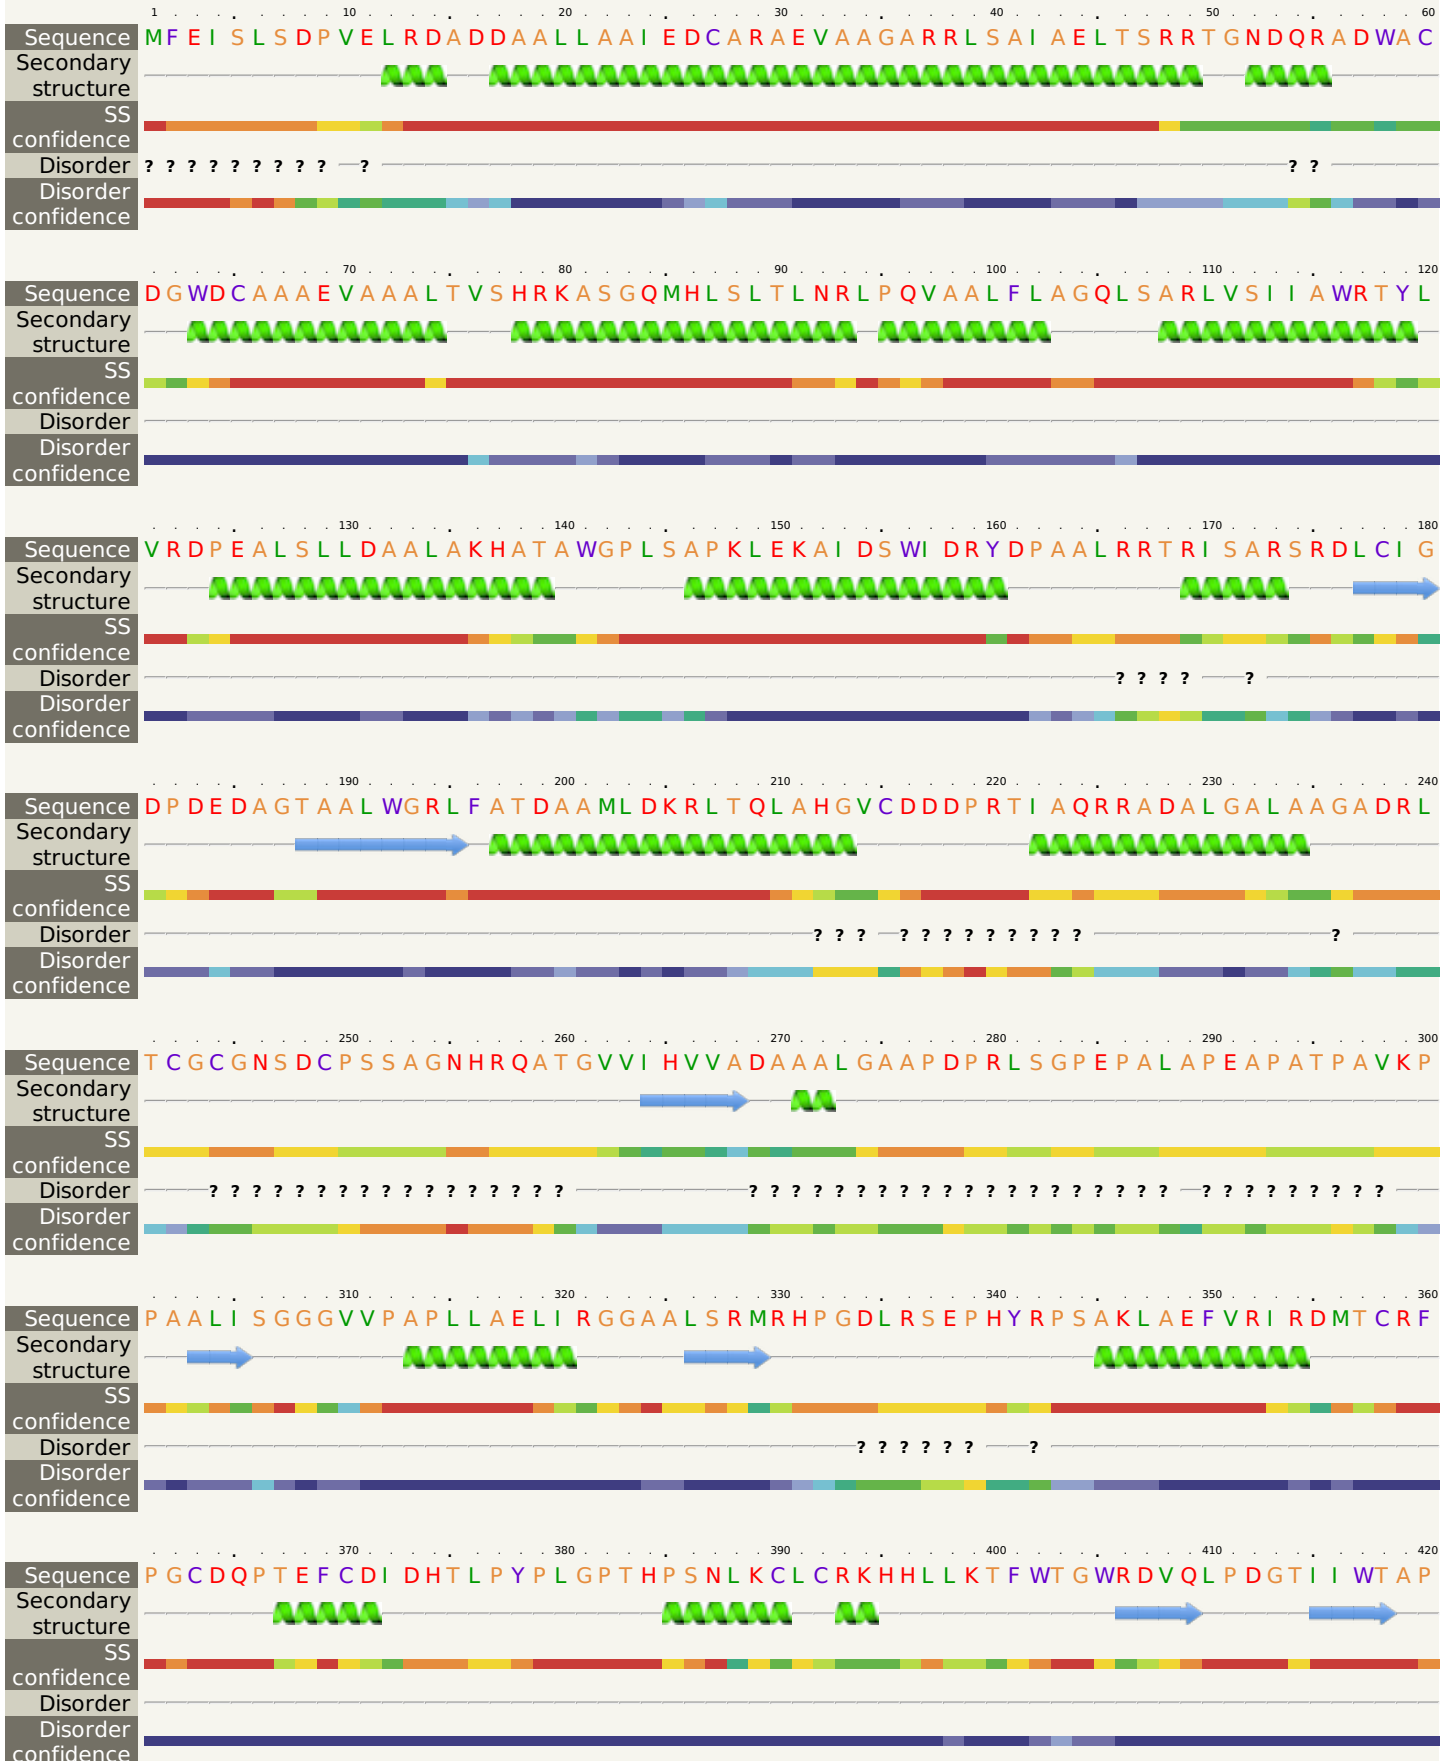 1 10 20 30 40 50 60
Sequence MFEISLSDPVELRDADDAALLAAIEDCARAEVAAGARRLSAIAELTSRRTGNDQRADWAC
Secondary
structure
SS
confidence
Disorder ? ? ? ? ? ? ? ? ? ? ? ?
Disorder
confidence
70 80 90 100 110 120
Sequence DGWDCAAAEVAAALTVSHRKASGQMHLSLTLNRLPQVAALFLAGQLSARLVSIIAWRTYL
Secondary
structure
SS
confidence
Disorder
Disorder
confidence
130 140 150 160 170 180
Sequence VRDPEALSLLDAALAKHATAWGPLSAPKLEKAIDSWIDRYDPAALRRTRISARSRDLCIG
Secondary
structure
SS
confidence
Disorder ? ? ? ? ?
Disorder
confidence
190 200 210 220 230 240
Sequence DPDEDAGTAALWGRLFATDAAMLDKRLTQLAHGVCDDDPRTIAQRRADALGALAAGADRL
Secondary
structure
SS
confidence
Disorder ? ? ? ? ? ? ? ? ? ? ? ? ?
Disorder
confidence
250 260 270 280 290 300
Sequence TCGCGNSDCPSSAGNHRQATGVVIHVVADAAALGAAPDPRLSGPEPALAPEAPATPAVKP
Secondary
structure
SS
confidence
Disorder ? ? ? ? ? ? ? ? ? ? ? ? ? ? ? ? ? ? ? ? ? ? ? ? ? ? ? ? ? ? ? ? ? ? ? ? ? ? ? ? ? ? ? ? ? ?
Disorder
confidence
310 320 330 340 350 360
Sequence PAALISGGGVVPAPLLAELIRGGAALSRMRHPGDLRSEPHYRPSAKLAEFVRIRDMTCRF
Secondary
structure
SS
confidence
Disorder ? ? ? ? ? ? ?
Disorder
confidence
370 380 390 400 410 420
Sequence PGCDQPTEFCDIDHTLPYPLGPTHPSNLKCLCRKHHLLKTFWTGWRDVQLPDGTIIWTAP
Secondary
structure
SS
confidence
Disorder
Disorder
confidence